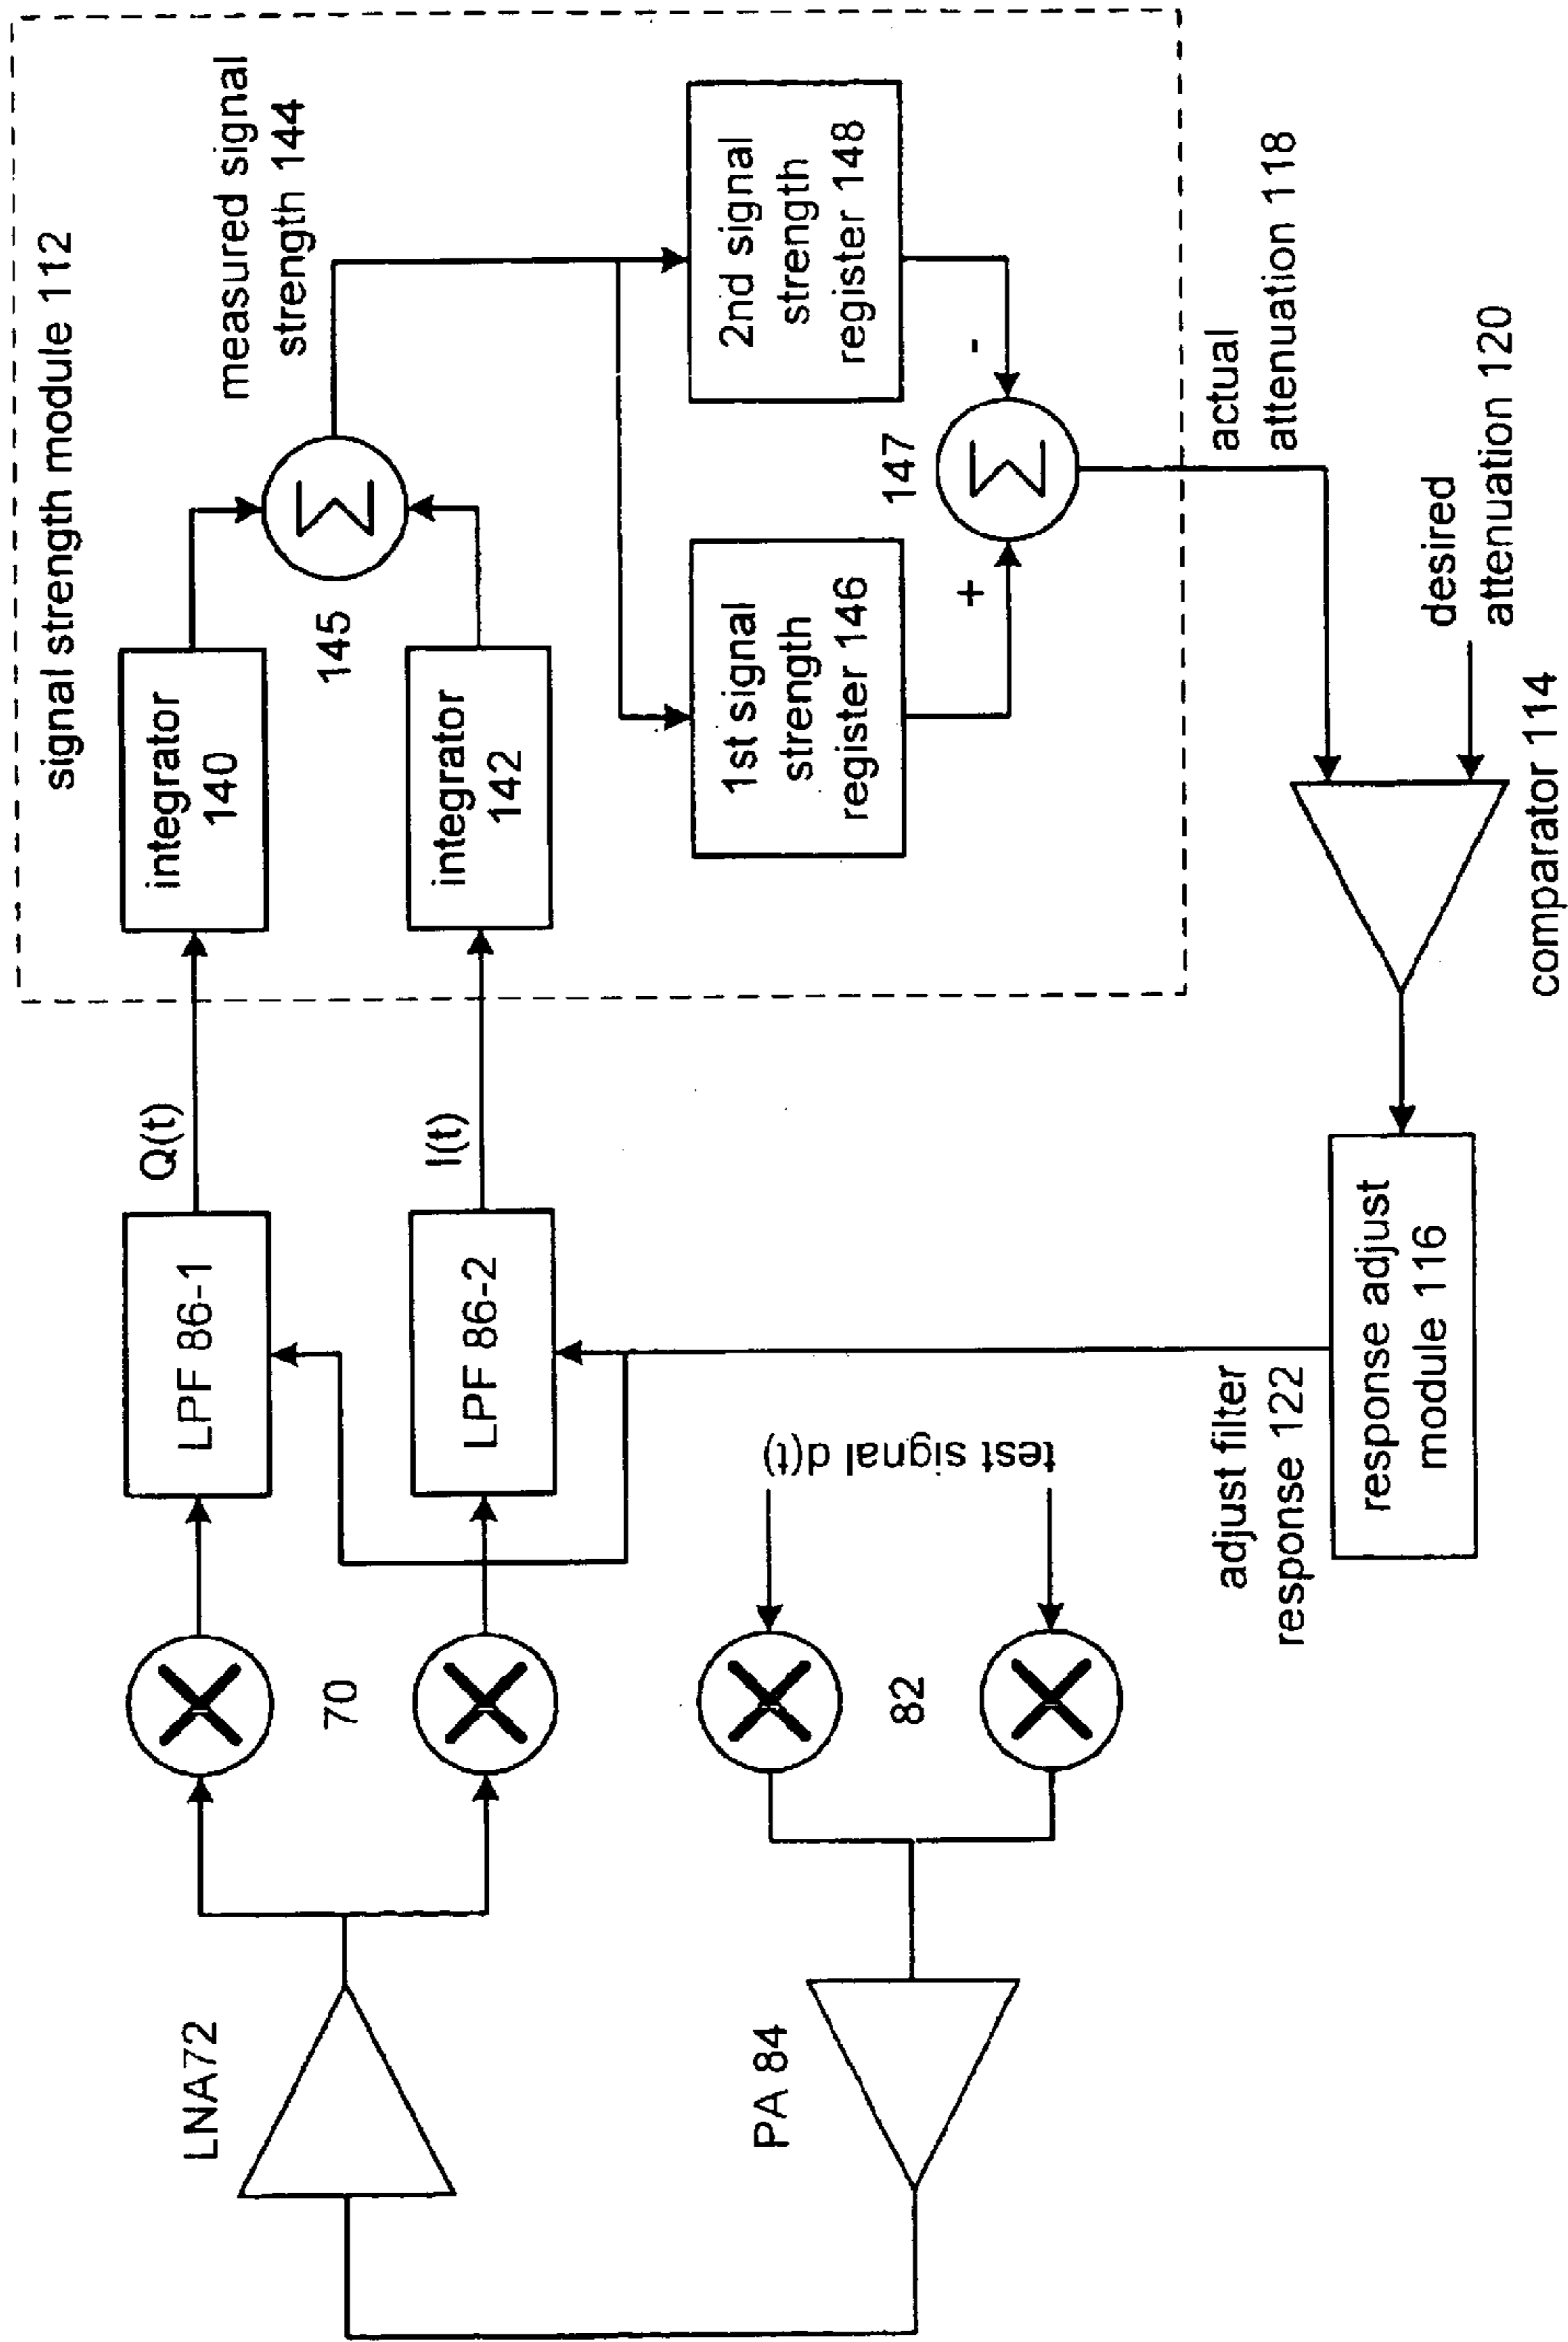 signal strength module 112
measured signal
strength 144
integrator
140
145
integrator
142
2nd signal
strength
register 148
1st signal
strength
register 146
+
-
147
Σ
Σ
actual
attenuation 118
desired
attenuation 120
comparator 114
Q(t)
I(t)
LPF 86-1
LPF 86-2
70
LNA72
test signal d(t)
82
PA 84
adjust filter
response 122
response adjust
module 116